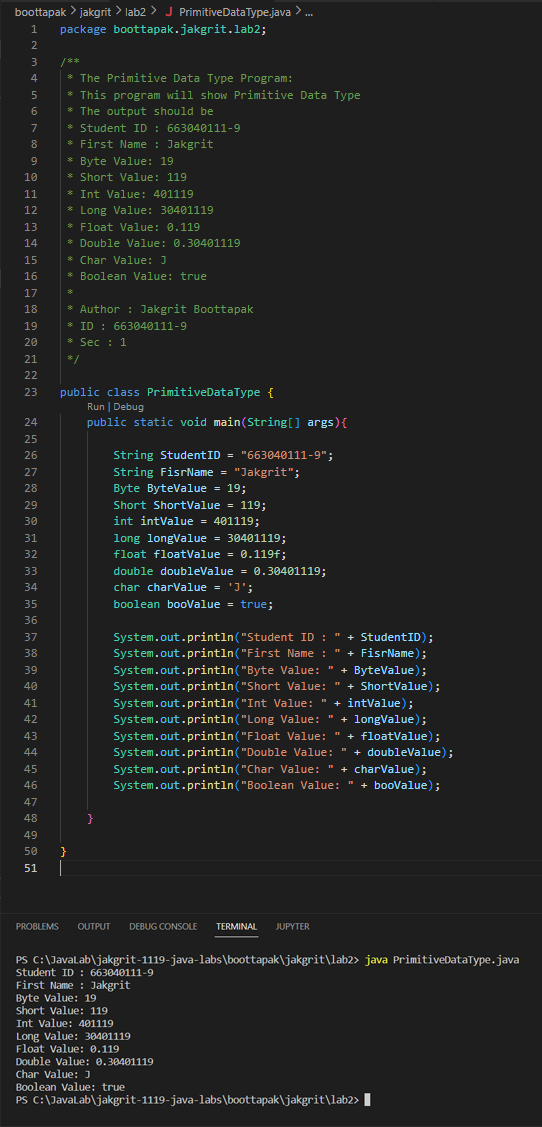 boottapak > jakgrit > lab2 > J PrimitiveDataType.java > ...
1 package boottapak.jakgrit.lab2;
2
3 /**
4  * The Primitive Data Type Program:
5  * This program will show Primitive Data Type
6  * The output should be
7  * Student ID : 663040111-9
8  * First Name : Jakgrit
9  * Byte Value: 19
10  * Short Value: 119
11  * Int Value: 401119
12  * Long Value: 30401119
13  * Float Value: 0.119
14  * Double Value: 0.30401119
15  * Char Value: J
16  * Boolean Value: true
17  *
18  * Author : Jakgrit Boottapak
19  * ID : 663040111-9
20  * Sec : 1
21  */
22
23 public class PrimitiveDataType {
Run | Debug
24     public static void main(String[] args){
25
26         String StudentID = "663040111-9";
27         String FisrName = "Jakgrit";
28         Byte ByteValue = 19;
29         Short ShortValue = 119;
30         int intValue = 401119;
31         long longValue = 30401119;
32         float floatValue = 0.119f;
33         double doubleValue = 0.30401119;
34         char charValue = 'J';
35         boolean booValue = true;
36
37         System.out.println("Student ID : " + StudentID);
38         System.out.println("First Name : " + FisrName);
39         System.out.println("Byte Value: " + ByteValue);
40         System.out.println("Short Value: " + ShortValue);
41         System.out.println("Int Value: " + intValue);
42         System.out.println("Long Value: " + longValue);
43         System.out.println("Float Value: " + floatValue);
44         System.out.println("Double Value: " + doubleValue);
45         System.out.println("Char Value: " + charValue);
46         System.out.println("Boolean Value: " + booValue);
47
48     }
49
50 }
51
PROBLEMS OUTPUT DEBUG CONSOLE TERMINAL JUPYTER
PS C:\JavaLab\jakgrit-1119-java-labs\boottapak\jakgrit\lab2> java PrimitiveDataType.java
Student ID : 663040111-9
First Name : Jakgrit
Byte Value: 19
Short Value: 119
Int Value: 401119
Long Value: 30401119
Float Value: 0.119
Double Value: 0.30401119
Char Value: J
Boolean Value: true
PS C:\JavaLab\jakgrit-1119-java-labs\boottapak\jakgrit\lab2>